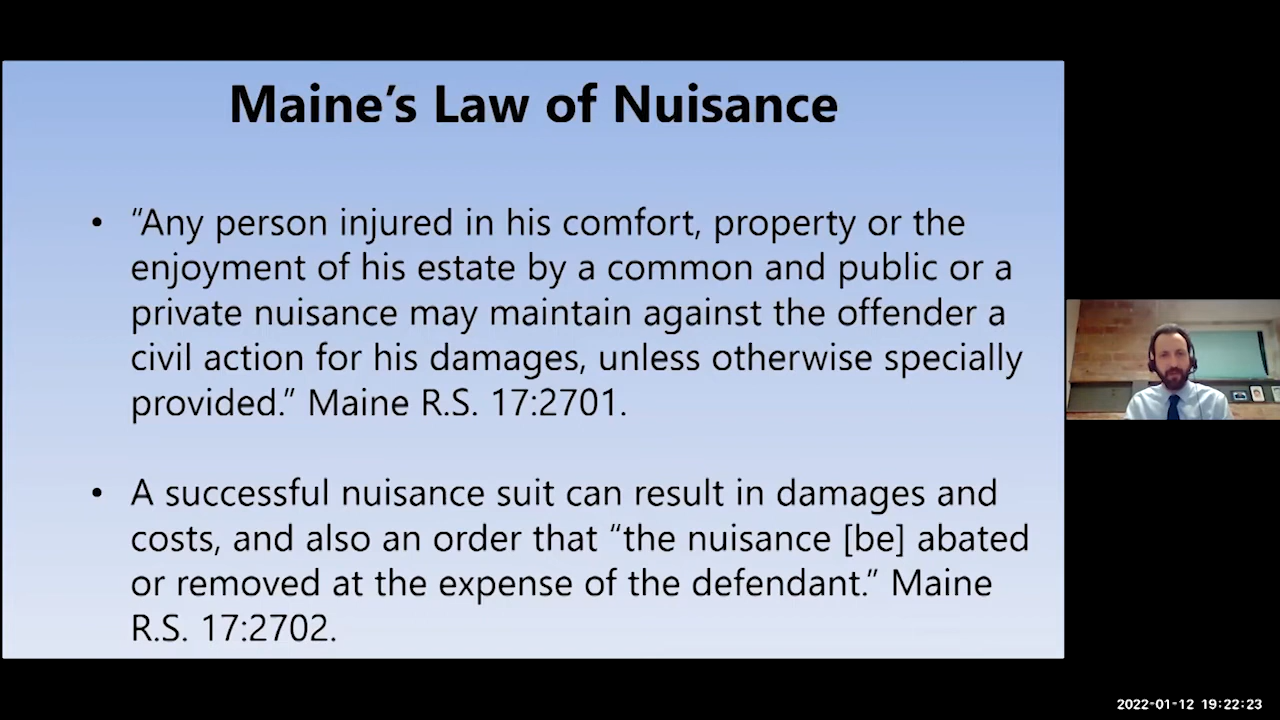 Maine’s Law of Nuisance
• “Any person injured in his comfort, property or the
enjoyment of his estate by a common and public or a
private nuisance may maintain against the offender a
civil action for his damages, unless otherwise specially
provided.” Maine R.S. 17:2701.
• A successful nuisance suit can result in damages and
costs, and also an order that “the nuisance [be] abated
or removed at the expense of the defendant.” Maine
R.S. 17:2702.
2022-01-12 19:22:23